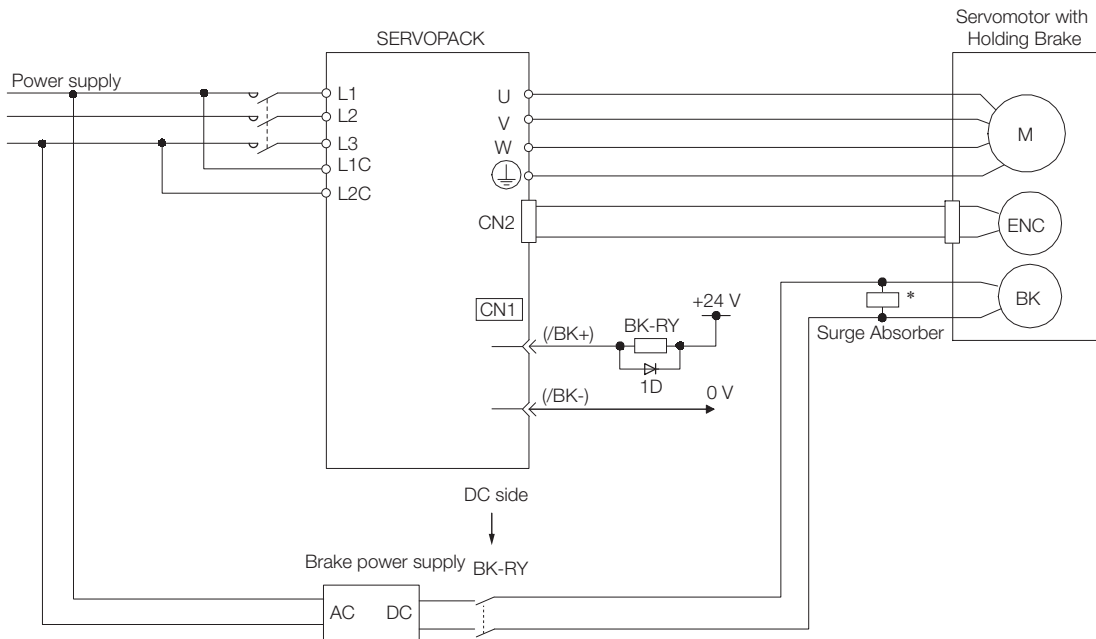 Servomotor with
Holding Brake
SERVOPACK
Power supply
L1
L2
L3
L1C
L2C
U
V
W
M
CN2
ENC
CN1
BK
*
Surge Absorber
+24 V
BK-RY
(/BK+)
1D
(/BK-)
0 V
DC side
Brake power supply
BK-RY
AC
DC